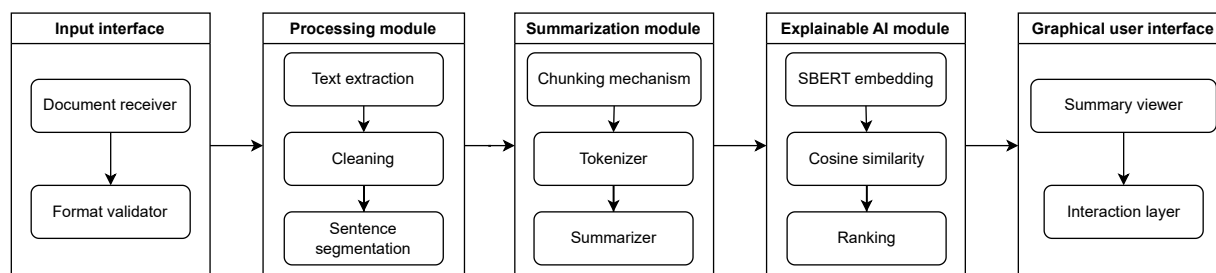 Input interface
Document receiver
Format validator
Processing module
Text extraction
Cleaning
Sentence
segmentation
Summarization module
Chunking mechanism
Tokenizer
Summarizer
Explainable AI module
SBERT embedding
Cosine similarity
Ranking
Graphical user interface
Summary viewer
Interaction layer